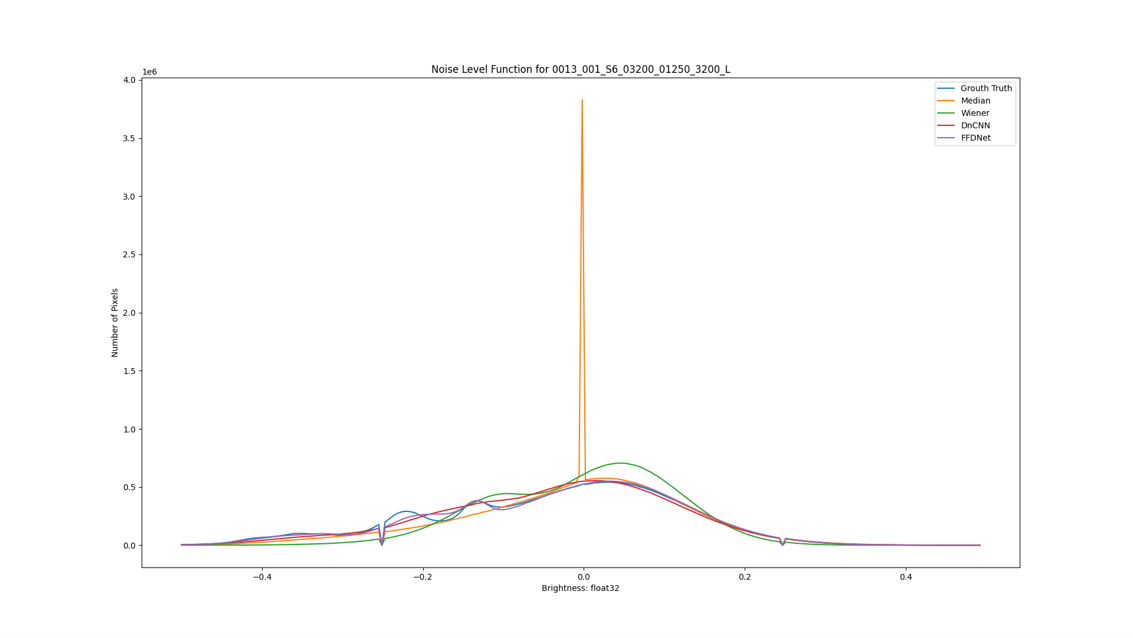 Noise Level Function for 0013_001_S6_03200_01250_3200_L
1e6
4.0
3.5
3.0
2.5
2.0
1.5
1.0
0.5
0.0
Number of Pixels
−0.4
−0.2
0.0
0.2
0.4
Brightness: float32
Grouth Truth
Median
Wiener
DnCNN
FFDNet